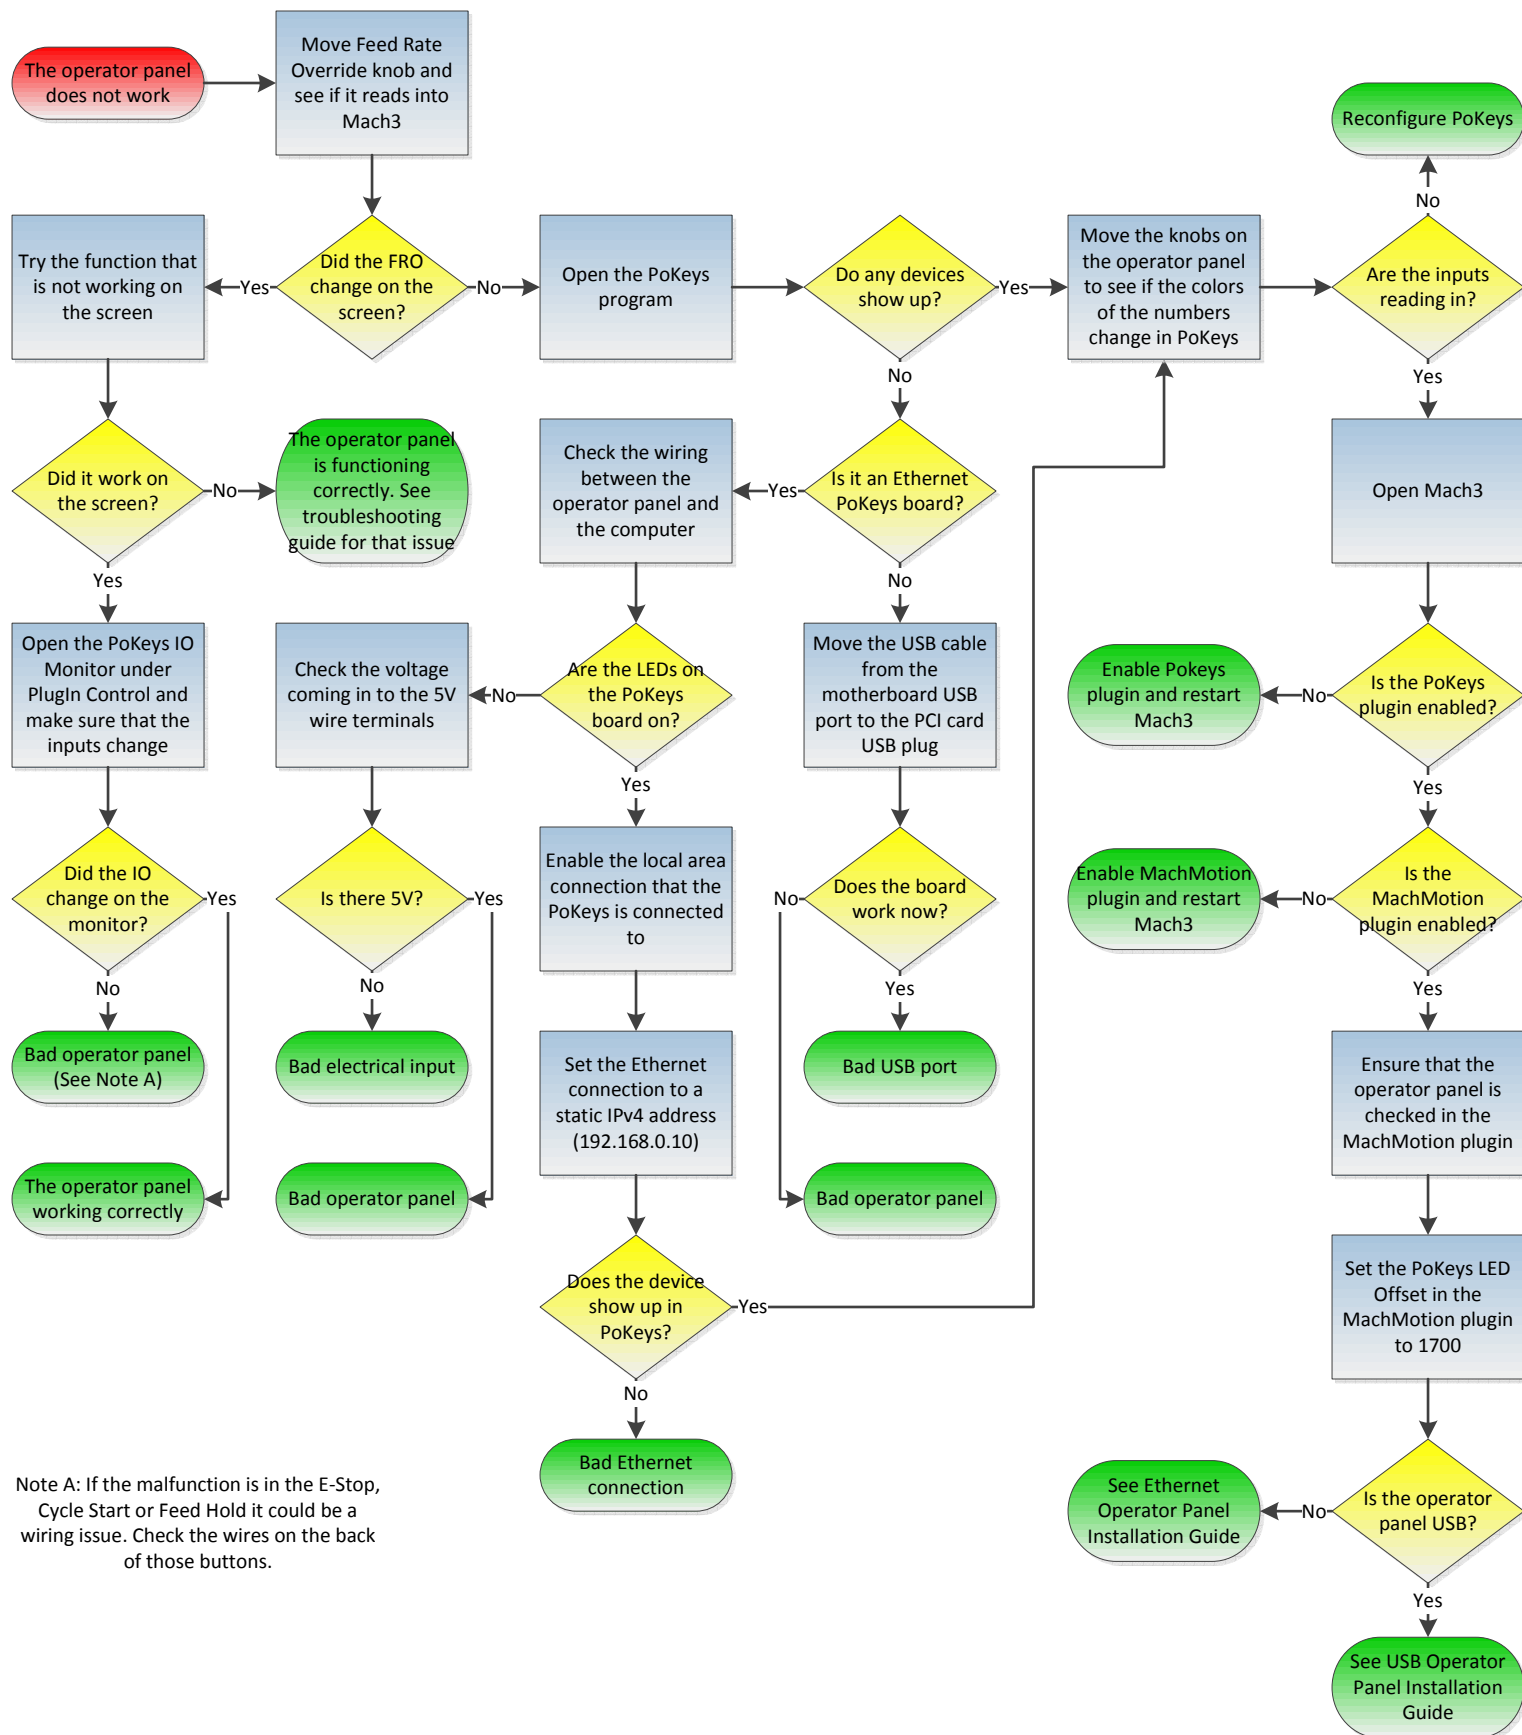 The operator panel
does not work
Move Feed Rate
Override knob and
see if it reads into
Mach3
Reconfigure PoKeys
No
Try the function that
is not working on
the screen
Yes
Did the FRO
change on the
screen?
No
Open the PoKeys
program
Do any devices
show up?
Yes
Move the knobs on
the operator panel
to see if the colors
of the numbers
change in PoKeys
Are the inputs
reading in?
No
Yes
Did it work on
the screen?
No
The operator panel
is functioning
correctly. See
troubleshooting
guide for that issue
Check the wiring
between the
operator panel and
the computer
Yes
Is it an Ethernet
PoKeys board?
Open Mach3
Yes
No
Open the PoKeys IO
Monitor under
PlugIn Control and
make sure that the
inputs change
Check the voltage
coming in to the 5V
wire terminals
No
Are the LEDs on
the PoKeys
board on?
Move the USB cable
from the
motherboard USB
port to the PCI card
USB plug
Enable Pokeys
plugin and restart
Mach3
No
Is the PoKeys
plugin enabled?
Yes
Yes
Did the IO
change on the
monitor?
Yes
Is there 5V?
Yes
Enable the local area
connection that the
PoKeys is connected
to
No
Does the board
work now?
Enable MachMotion
plugin and restart
Mach3
No
Is the
MachMotion
plugin enabled?
No
No
Yes
Yes
Bad operator panel
(See Note A)
Bad electrical input
Set the Ethernet
connection to a
static IPv4 address
(192.168.0.10)
Bad USB port
Ensure that the
operator panel is
checked in the
MachMotion plugin
The operator panel
working correctly
Bad operator panel
Bad operator panel
Does the device
show up in
PoKeys?
Yes
Set the PoKeys LED
Offset in the
MachMotion plugin
to 1700
No
Bad Ethernet
connection
Note A: If the malfunction is in the E-Stop,
Cycle Start or Feed Hold it could be a
wiring issue. Check the wires on the back
of those buttons.
See Ethernet
Operator Panel
Installation Guide
No
Is the operator
panel USB?
Yes
See USB Operator
Panel Installation
Guide